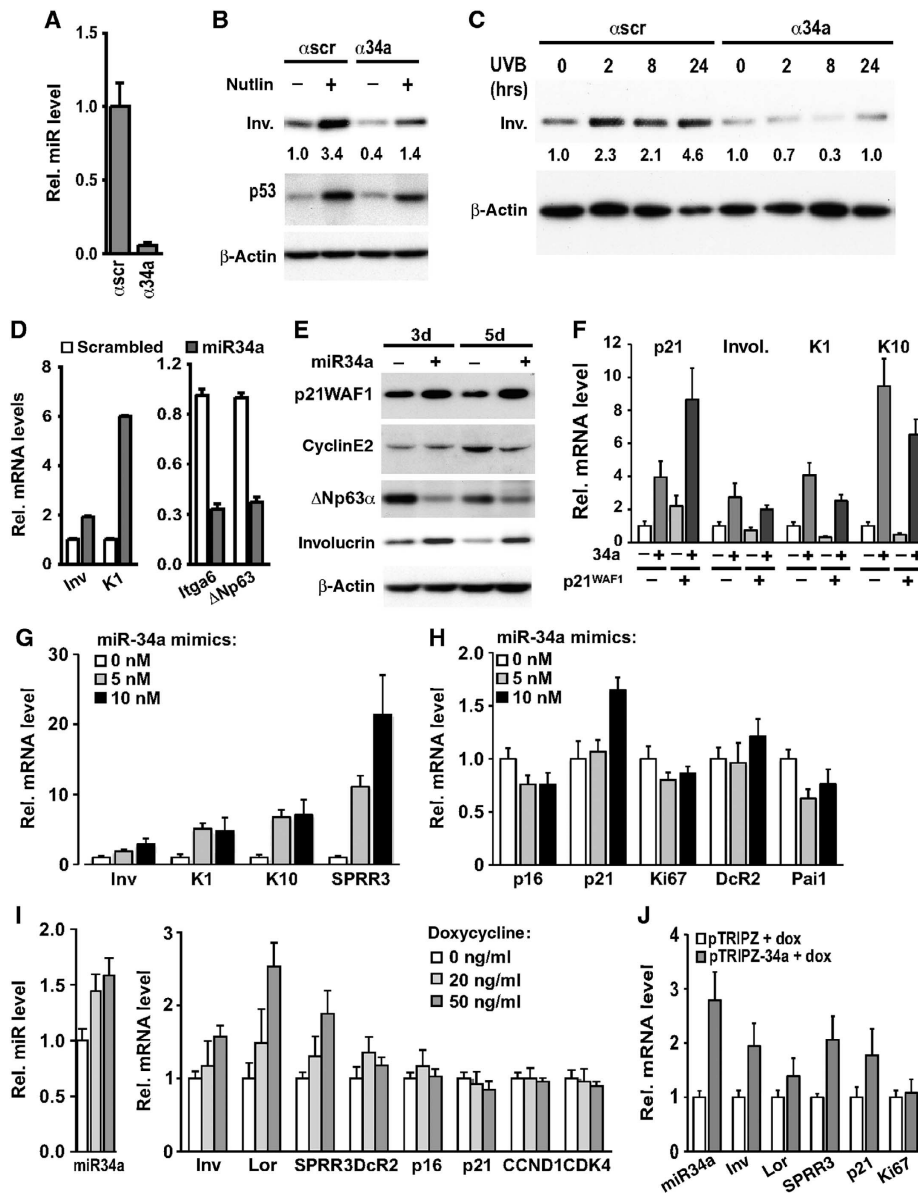 A
Rel. miR level
1.5
1.0
0.5
0.0
αscr
α34a
B
αscr α34a
Nutlin – + – +
Inv.
1.0 3.4 0.4 1.4
p53
β-Actin
C
αscr α34a
UVB 0 2 8 24 0 2 8 24
(hrs)
Inv.
1.0 2.3 2.1 4.6 1.0 0.7 0.3 1.0
β-Actin
D
Scrambled miR34a
Rel. mRNA levels
8
6
4
2
0
Inv
K1
1.2
0.9
0.6
0.3
0.0
Itga6
ΔNp63
E
3d 5d
miR34a – + – +
p21WAF1
CyclinE2
ΔNp63α
Involucrin
β-Actin
F
Rel. mRNA level
12
10
8
6
4
2
0
p21 Invol. K1 K10
34a – + – + – + – + – + – + – + – +
p21WAF1 – + – + – + – +
G
miR-34a mimics:
0 nM
5 nM
10 nM
Rel. mRNA level
30
20
10
0
Inv K1 K10 SPRR3
H
miR-34a mimics:
0 nM
5 nM
10 nM
Rel. mRNA level
2.0
1.5
1.0
0.5
0
p16 p21 Ki67 DcR2 Pai1
I
Rel. miR level
2.0
1.5
1.0
0.5
0.0
miR34a
Doxycycline:
0 ng/ml
20 ng/ml
50 ng/ml
Rel. mRNA level
3
2
1
0
Inv Lor SPRR3 DcR2 p16 p21 CCND1 CDK4
J
pTRIPZ + dox
pTRIPZ-34a + dox
Rel. mRNA level
4
3
2
1
0
miR34a
Inv
Lor
SPRR3
p21
Ki67